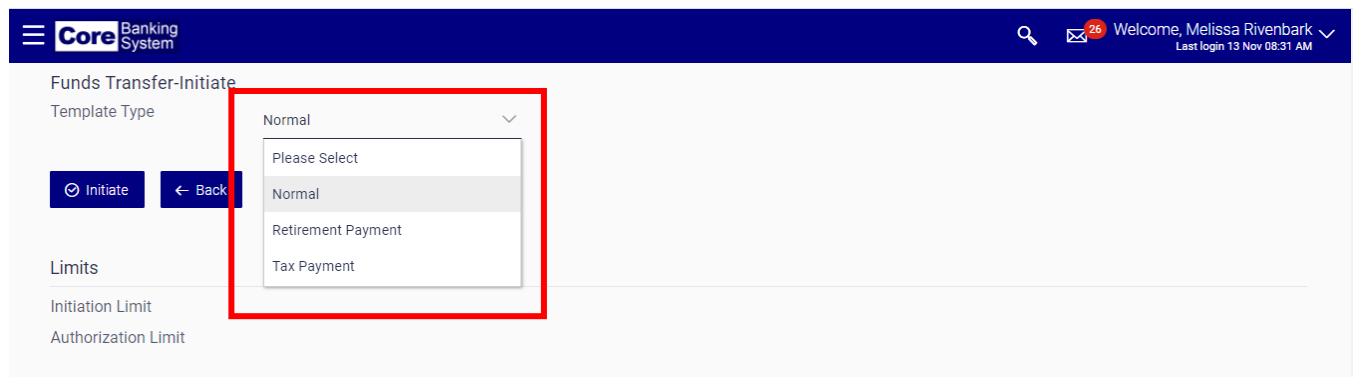 Core Banking System
26
Welcome, Melissa Rivenbark
Last login 13 Nov 08:31 AM
Funds Transfer-Initiate
Template Type
Normal
Please Select
Normal
Retirement Payment
Tax Payment
Initiate
Back
Limits
Initiation Limit
Authorization Limit